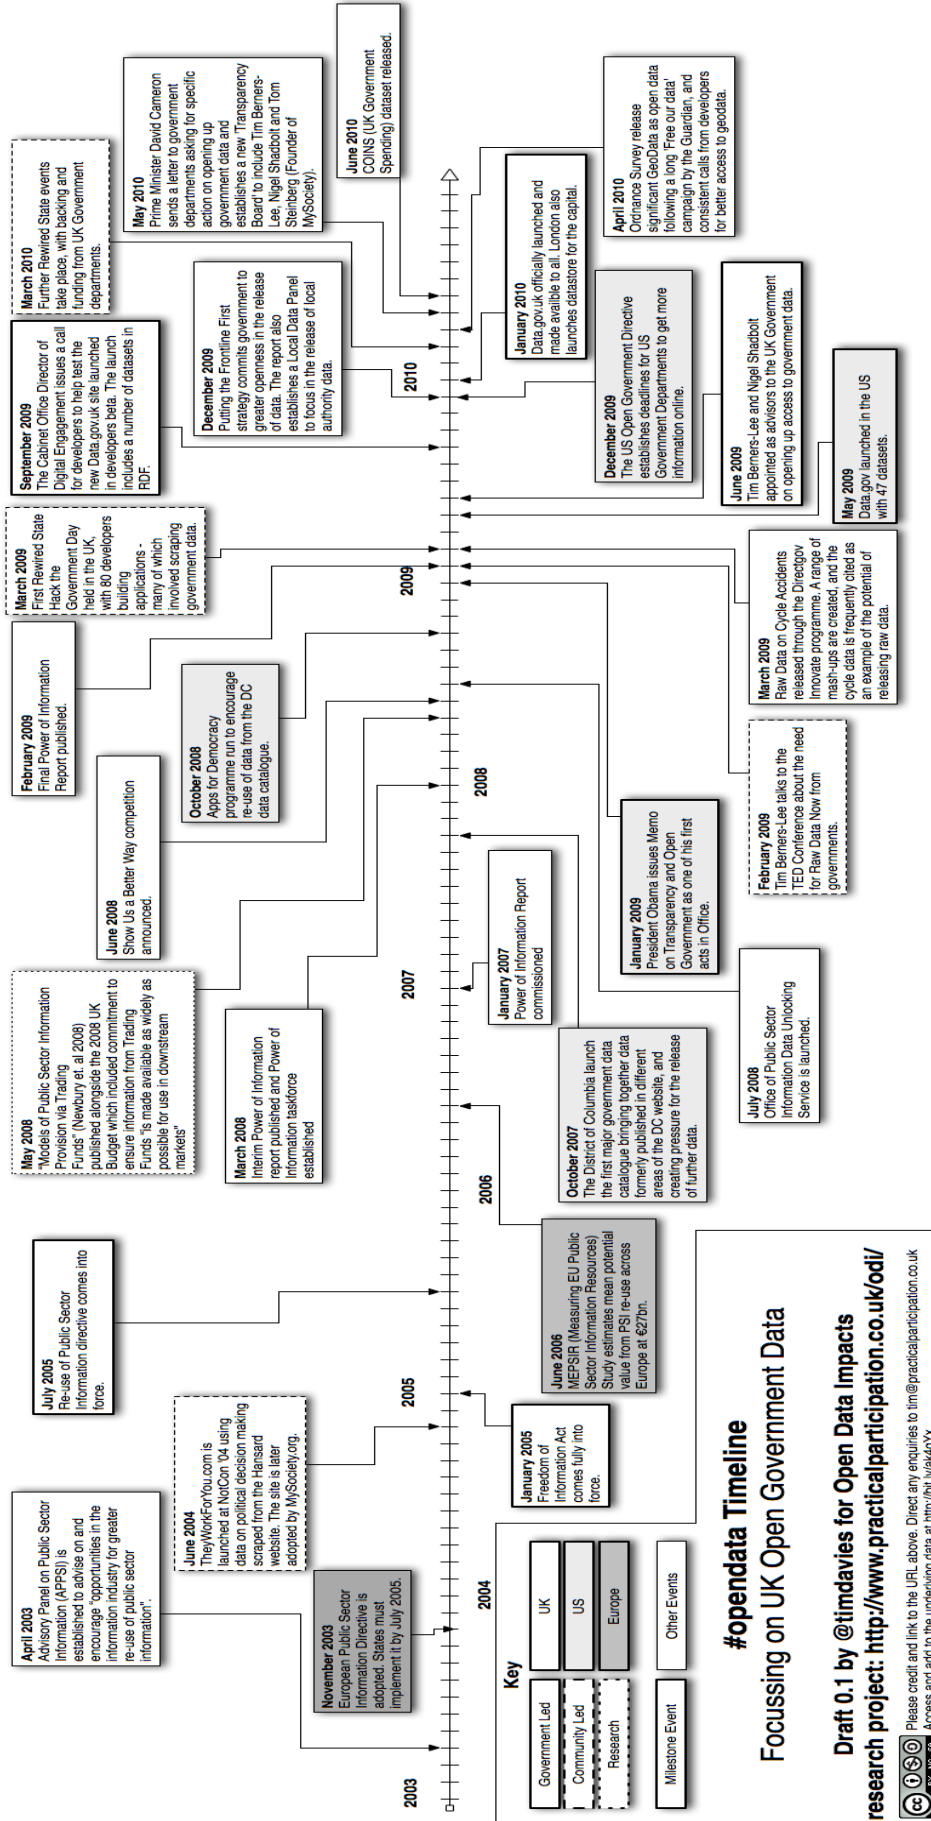 April 2003
Advisory Panel on Public Sector
Information (APPSI) is
established to advise on and
encourage "opportunities in the
information industry for greater
re-use of public sector
information".
July 2005
Re-use of Public Sector
Information directive comes into
force.
May 2008
"Models of Public Sector Information
Provision via Trading
Funds" (Newbury et. al 2008)
published alongside the 2008 UK
Budget which included commitment to
ensure information from Trading
Funds "is made available as widely as
possible for use in downstream
markets"
June 2008
Show Us a Better Way competition
announced.
February 2009
Final Power of Information
Report published.
March 2009
First Rewired State
Hack the
Government Day
held in the UK,
with 80 developers
building
applications -
many of which
involved scraping
government data.
September 2009
The Cabinet Office Director of
Digital Engagement issues a call
for developers to help test the
new Data.gov.uk site launched
in developers beta. The launch
includes a number of datasets in
RDF.
March 2010
Further Rewired State events
take place, with backing and
funding from UK Government
departments.
May 2010
Prime Minister David Cameron
sends a letter to government
departments asking for specific
action on opening up
government data and
establishes a new 'Transparency
Board' to include Tim Berners-
Lee, Nigel Shadbolt and Tom
Steinberg (Founder of
MySociety).
June 2010
COINS (UK Government
Spending) dataset released.
June 2004
TheyWorkForYou.com is
launched at NotCon '04 using
data on political decision making
scraped from the Hansard
website. The site is later
adopted by MySociety.org.
November 2003
European Public Sector
Information Directive is
adopted. States must
implement it by July 2005.
March 2008
Interim Power of Information
report published and Power of
Information taskforce
established
October 2008
Apps for Democracy
programme run to encourage
re-use of data from the DC
data catalogue.
December 2009
Putting the Frontline First
strategy commits government to
greater openness in the release
of data. The report also
establishes a Local Data Panel
to focus in the release of local
authority data.
2003
2004
2005
2006
2007
2008
2009
2010
January 2005
Freedom of
Information Act
comes fully into
force.
June 2006
MEPSIR (Measuring EU Public
Sector Information Resources)
Study estimates mean potential
value from PSI re-use across
Europe at €27bn.
January 2007
Power of Information Report
commissioned
October 2007
The District of Columbia launch
the first major government data
catalogue bringing together data
formerly published in different
areas of the DC website, and
creating pressure for the release
of further data.
July 2008
Office of Public Sector
Information Data Unlocking
Service is launched.
January 2009
President Obama issues Memo
on Transparency and Open
Government as one of his first
acts in Office.
February 2009
Tim Berners-Lee talks to the
TED Conference about the need
for Raw Data Now from
governments.
March 2009
Raw Data on Cycle Accidents
released through the Directgov
Innovate programme. A range of
mash-ups are created, and the
cycle data is frequently cited as
an example of the potential of
releasing raw data.
May 2009
Data.gov launched in the US
with 47 datasets.
June 2009
Tim Berners-Lee and Nigel Shadbolt
appointed as advisors to the UK Government
on opening up access to government data.
December 2009
The US Open Government Directive
establishes deadlines for US
Government Departments to get more
information online.
January 2010
Data.gov.uk officially launched and
made availble to all. London also
launches datastore for the capital.
April 2010
Ordnance Survey release
significant GeoData as open data
following a long 'Free our data'
campaign by the Guardian, and
consistent calls from developers
for better access to geodata.
Key
Government Led
UK
Community Led
US
Research
Europe
Milestone Event
Other Events
#opendata Timeline
Focussing on UK Open Government Data
Draft 0.1 by @timdavies for Open Data Impacts
research project: http://www.practicalparticipation.co.uk/odi/
cc
Please credit and link to the URL above. Direct any enquiries to tim@practicalparticipation.co.uk
Access and add to the underlying data at